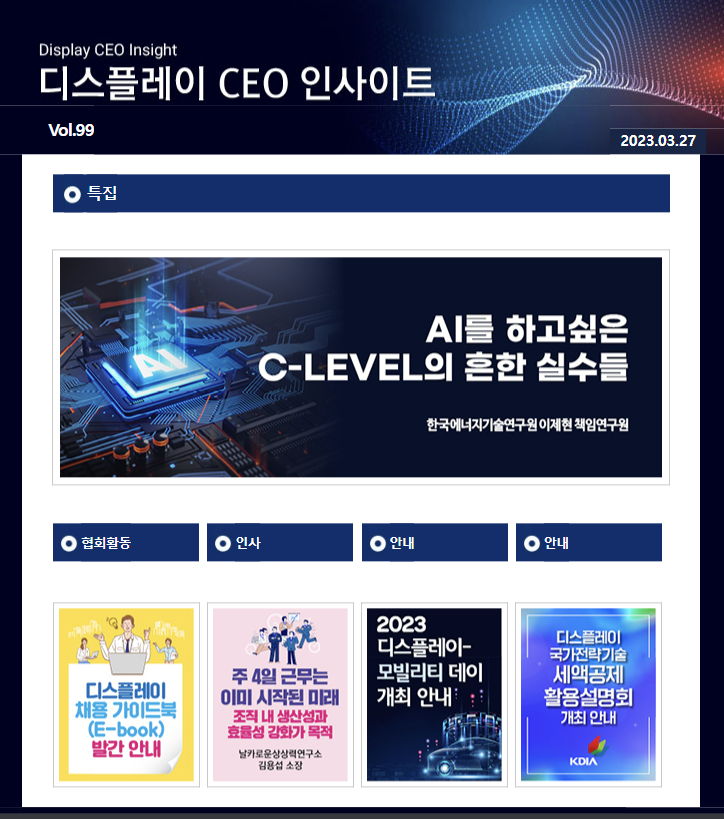 Display CEO Insight
디스플레이 CEO 인사이트
Vol.99
2023.03.27
특집
AI
AI를 하고싶은
C-LEVEL의 흔한 실수들
한국에너지기술연구원 이제현 책임연구원
협회활동
인사
안내
안내
디스플레이
채용 가이드북
(E-book)
발간 안내
주 4일 근무는
이미 시작된 미래
조직 내 생산성과
효율성 강화가 목적
날카로운상상력연구소
김용섭 소장
2023
디스플레이-
모빌리티 데이
개최 안내
디스플레이
국가전략기술
세액공제
활용설명회
개최 안내
KDIA